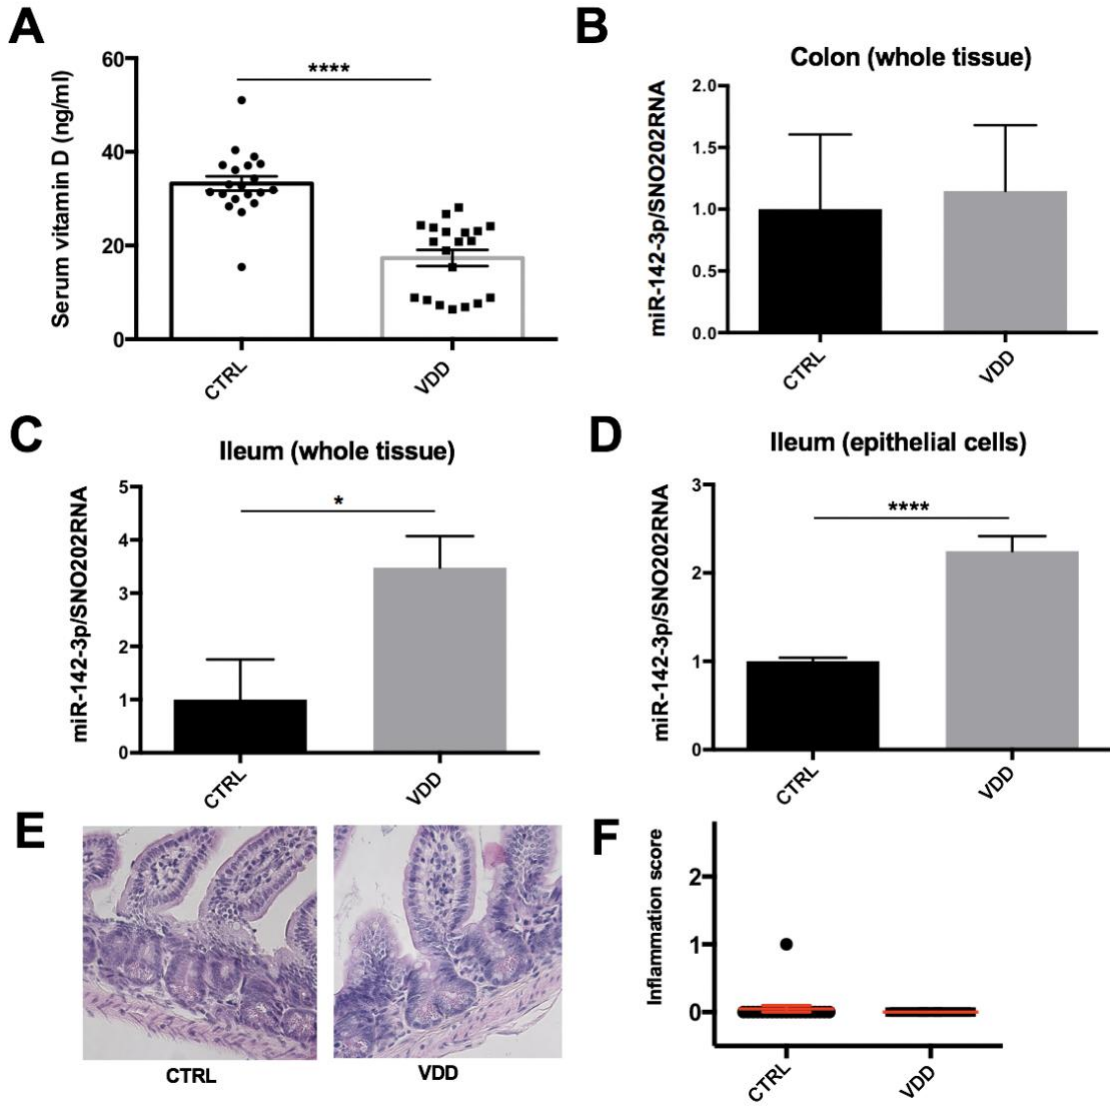 A
Serum vitamin D (ng/ml)
60
40
20
0
****
CTRL
VDD
B
Colon (whole tissue)
miR-142-3p/SNO202RNA
2.0
1.5
1.0
0.5
0.0
CTRL
VDD
C
Ileum (whole tissue)
miR-142-3p/SNO202RNA
5
4
3
2
1
0
*
CTRL
VDD
D
Ileum (epithelial cells)
miR-142-3p/SNO202RNA
3
2
1
0
****
CTRL
VDD
E
CTRL
VDD
F
Inflammation score
2
1
0
CTRL
VDD